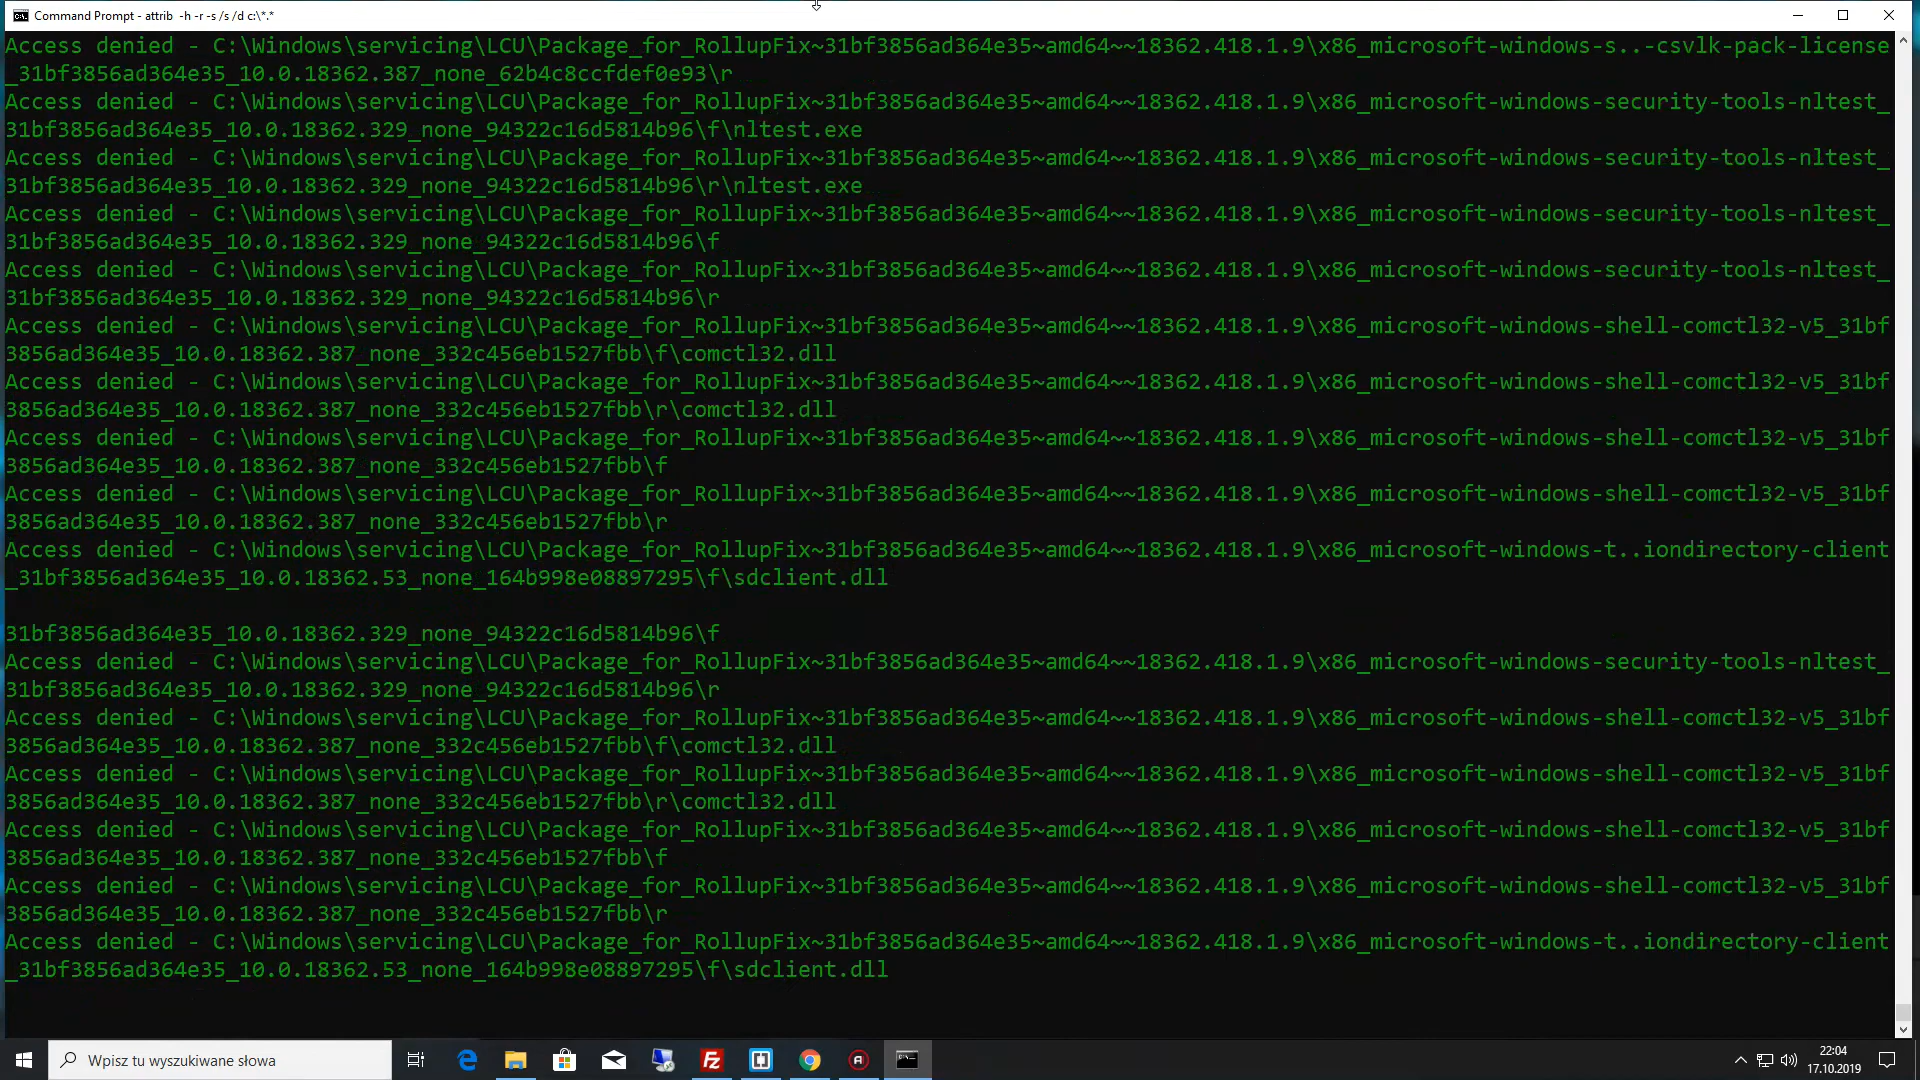 Command Prompt - attrib  -h -r -s /s /d c:\*.*
Access denied - C:\Windows\servicing\LCU\Package_for_RollupFix~31bf3856ad364e35~amd64~~18362.418.1.9\x86_microsoft-windows-s..-csvlk-pack-license
_31bf3856ad364e35_10.0.18362.387_none_62b4c8ccfdef0e93\r
Access denied - C:\Windows\servicing\LCU\Package_for_RollupFix~31bf3856ad364e35~amd64~~18362.418.1.9\x86_microsoft-windows-security-tools-nltest_
31bf3856ad364e35_10.0.18362.329_none_94322c16d5814b96\f\nltest.exe
Access denied - C:\Windows\servicing\LCU\Package_for_RollupFix~31bf3856ad364e35~amd64~~18362.418.1.9\x86_microsoft-windows-security-tools-nltest_
31bf3856ad364e35_10.0.18362.329_none_94322c16d5814b96\r\nltest.exe
Access denied - C:\Windows\servicing\LCU\Package_for_RollupFix~31bf3856ad364e35~amd64~~18362.418.1.9\x86_microsoft-windows-security-tools-nltest_
31bf3856ad364e35_10.0.18362.329_none_94322c16d5814b96\f
Access denied - C:\Windows\servicing\LCU\Package_for_RollupFix~31bf3856ad364e35~amd64~~18362.418.1.9\x86_microsoft-windows-security-tools-nltest_
31bf3856ad364e35_10.0.18362.329_none_94322c16d5814b96\r
Access denied - C:\Windows\servicing\LCU\Package_for_RollupFix~31bf3856ad364e35~amd64~~18362.418.1.9\x86_microsoft-windows-shell-comctl32-v5_31bf
3856ad364e35_10.0.18362.387_none_332c456eb1527fbb\f\comctl32.dll
Access denied - C:\Windows\servicing\LCU\Package_for_RollupFix~31bf3856ad364e35~amd64~~18362.418.1.9\x86_microsoft-windows-shell-comctl32-v5_31bf
3856ad364e35_10.0.18362.387_none_332c456eb1527fbb\r\comctl32.dll
Access denied - C:\Windows\servicing\LCU\Package_for_RollupFix~31bf3856ad364e35~amd64~~18362.418.1.9\x86_microsoft-windows-shell-comctl32-v5_31bf
3856ad364e35_10.0.18362.387_none_332c456eb1527fbb\f
Access denied - C:\Windows\servicing\LCU\Package_for_RollupFix~31bf3856ad364e35~amd64~~18362.418.1.9\x86_microsoft-windows-shell-comctl32-v5_31bf
3856ad364e35_10.0.18362.387_none_332c456eb1527fbb\r
Access denied - C:\Windows\servicing\LCU\Package_for_RollupFix~31bf3856ad364e35~amd64~~18362.418.1.9\x86_microsoft-windows-t..iondirectory-client
_31bf3856ad364e35_10.0.18362.53_none_164b998e08897295\f\sdclient.dll
31bf3856ad364e35_10.0.18362.329_none_94322c16d5814b96\f
Access denied - C:\Windows\servicing\LCU\Package_for_RollupFix~31bf3856ad364e35~amd64~~18362.418.1.9\x86_microsoft-windows-security-tools-nltest_
31bf3856ad364e35_10.0.18362.329_none_94322c16d5814b96\r
Access denied - C:\Windows\servicing\LCU\Package_for_RollupFix~31bf3856ad364e35~amd64~~18362.418.1.9\x86_microsoft-windows-shell-comctl32-v5_31bf
3856ad364e35_10.0.18362.387_none_332c456eb1527fbb\f\comctl32.dll
Access denied - C:\Windows\servicing\LCU\Package_for_RollupFix~31bf3856ad364e35~amd64~~18362.418.1.9\x86_microsoft-windows-shell-comctl32-v5_31bf
3856ad364e35_10.0.18362.387_none_332c456eb1527fbb\r\comctl32.dll
Access denied - C:\Windows\servicing\LCU\Package_for_RollupFix~31bf3856ad364e35~amd64~~18362.418.1.9\x86_microsoft-windows-shell-comctl32-v5_31bf
3856ad364e35_10.0.18362.387_none_332c456eb1527fbb\f
Access denied - C:\Windows\servicing\LCU\Package_for_RollupFix~31bf3856ad364e35~amd64~~18362.418.1.9\x86_microsoft-windows-shell-comctl32-v5_31bf
3856ad364e35_10.0.18362.387_none_332c456eb1527fbb\r
Access denied - C:\Windows\servicing\LCU\Package_for_RollupFix~31bf3856ad364e35~amd64~~18362.418.1.9\x86_microsoft-windows-t..iondirectory-client
_31bf3856ad364e35_10.0.18362.53_none_164b998e08897295\f\sdclient.dll
Wpisz tu wyszukiwane słowa
22:04
17.10.2019